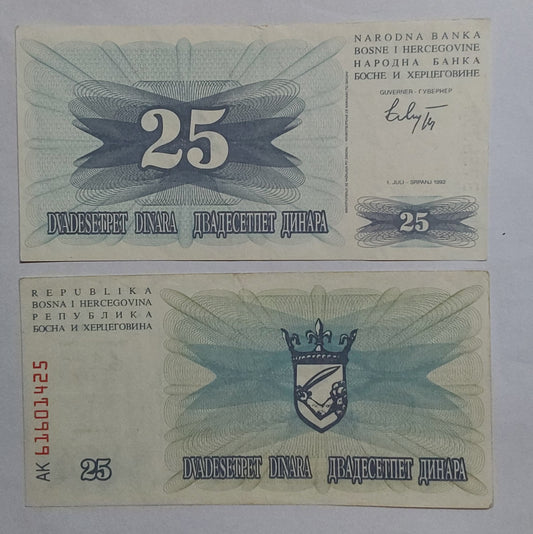 NARODNA BANKA
BOSNE I HERCEGOVINE
НАРОДНА БАНКА
БОСНЕ И ХЕРЦЕГОВИНЕ
GUVERNER - ГУВЕРНЕР
25
1. JULI - SRPANJ 1992
25
DVADESETPET DINARA ДВАДЕСЕТПЕТ ДИНАРА
REPUBLIKA
BOSNA I HERCEGOVINA
РЕПУБЛИКА
БОСНА И ХЕРЦЕГОВИНА
AK 61601425
25
DVADESETPET DINARA ДВАДЕСЕТПЕТ ДИНАРА